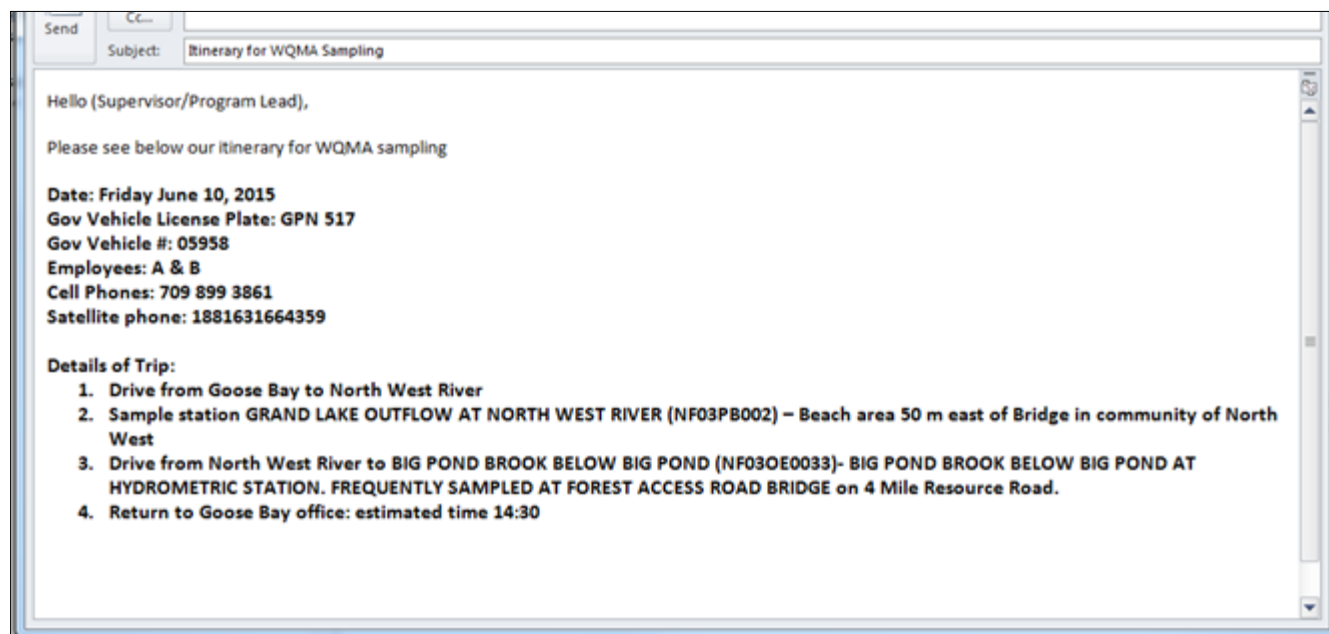 Cc...
Send
Subject: Itinerary for WQMA Sampling
Hello (Supervisor/Program Lead),
Please see below our itinerary for WQMA sampling
Date: Friday June 10, 2015
Gov Vehicle License Plate: GPN 517
Gov Vehicle #: 05958
Employees: A & B
Cell Phones: 709 899 3861
Satellite phone: 1881631664359
Details of Trip:
1. Drive from Goose Bay to North West River
2. Sample station GRAND LAKE OUTFLOW AT NORTH WEST RIVER (NF03PB002) – Beach area 50 m east of Bridge in community of North
West
3. Drive from North West River to BIG POND BROOK BELOW BIG POND (NF03OE0033)- BIG POND BROOK BELOW BIG POND AT
HYDROMETRIC STATION. FREQUENTLY SAMPLED AT FOREST ACCESS ROAD BRIDGE on 4 Mile Resource Road.
4. Return to Goose Bay office: estimated time 14:30